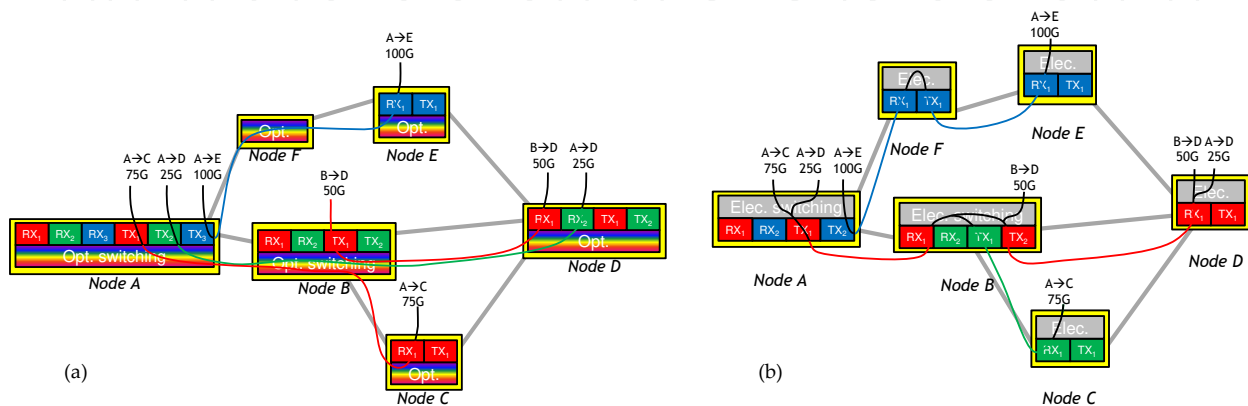 A→E
100G
RX1 TX1
Opt.
Node E
Opt.
Node F
A→C
75G
A→D
25G
A→E
100G
RX1 RX2 RX3 TX1 TX2 TX3
Opt. switching
Node A
B→D
50G
RX1 RX2 TX1 TX2
Opt. switching
Node B
B→D
50G
A→D
25G
RX1 RX2 TX1 TX2
Opt.
Node D
A→C
75G
RX1 TX1
Opt.
Node C
(a)
A→E
100G
Elec.
RX1 TX1
Node E
Elec.
RX1 TX1
Node F
A→C
75G
A→D
25G
A→E
100G
Elec. switching
RX1 RX2 TX1 TX2
Node A
B→D
50G
Elec. switching
RX1 RX2 TX1 TX2
Node B
B→D
50G
A→D
25G
Elec.
RX1 TX1
Node D
A→C
75G
Elec.
RX1 TX1
Node C
(b)